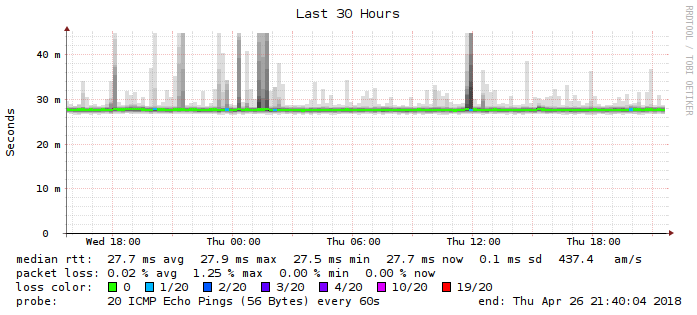 Last 30 Hours
RRDTOOL / TOBI OETIKER
Seconds
40 m
30 m
20 m
10 m
0
Wed 18:00 Thu 00:00 Thu 06:00 Thu 12:00 Thu 18:00
median rtt: 27.7 ms avg 27.9 ms max 27.5 ms min 27.7 ms now 0.1 ms sd 437.4 am/s
packet loss: 0.02 % avg 1.25 % max 0.00 % min 0.00 % now
loss color: 0 1/20 2/20 3/20 4/20 10/20 19/20
probe: 20 ICMP Echo Pings (56 Bytes) every 60s end: Thu Apr 26 21:40:04 2018